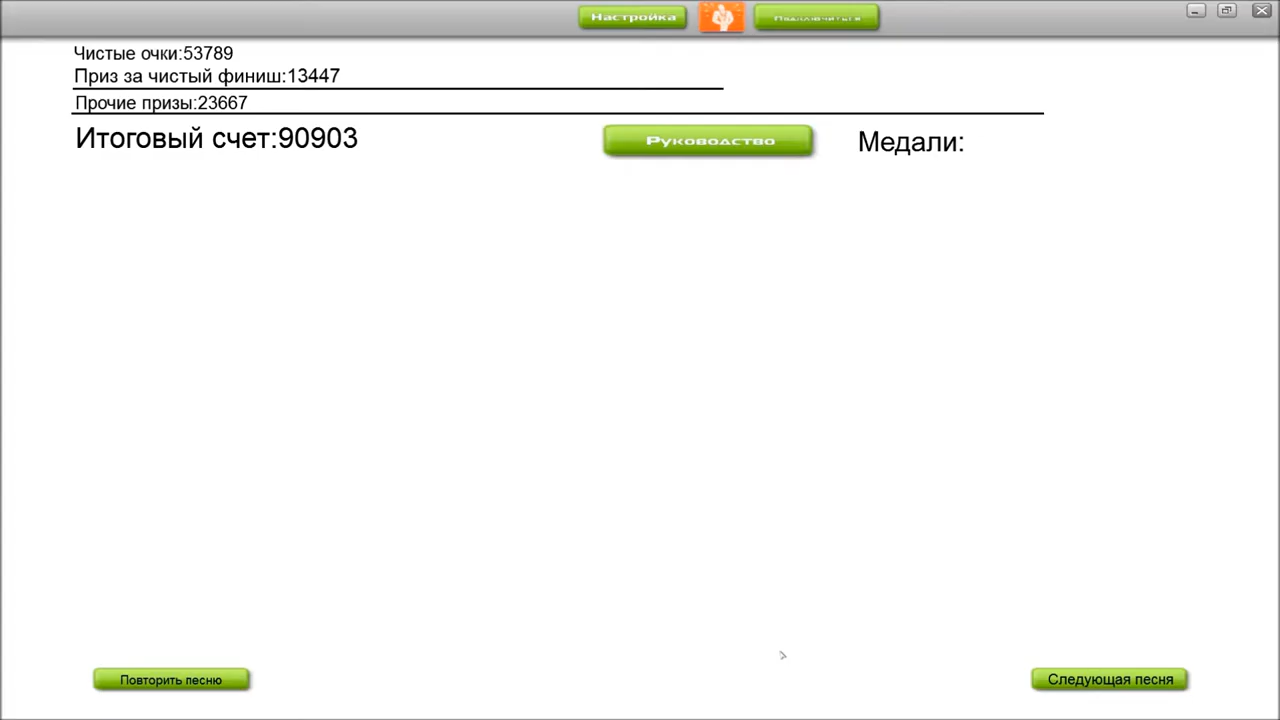 Настройка
Чистые очки:53789
Приз за чистый финиш:13447
Прочие призы:23667
Итоговый счет:90903
Руководство
Медали:
Повторить песню
Следующая песня